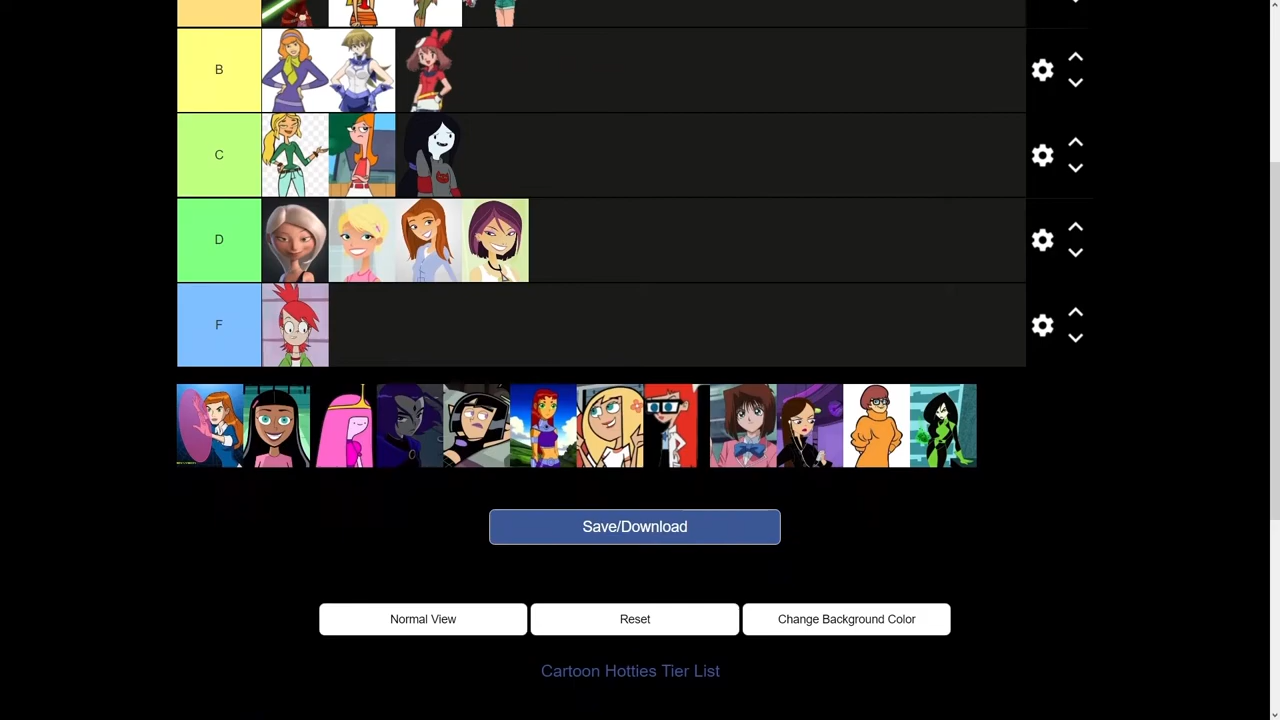 B
C
D
F
Save/Download
Normal View
Reset
Change Background Color
Cartoon Hotties Tier List